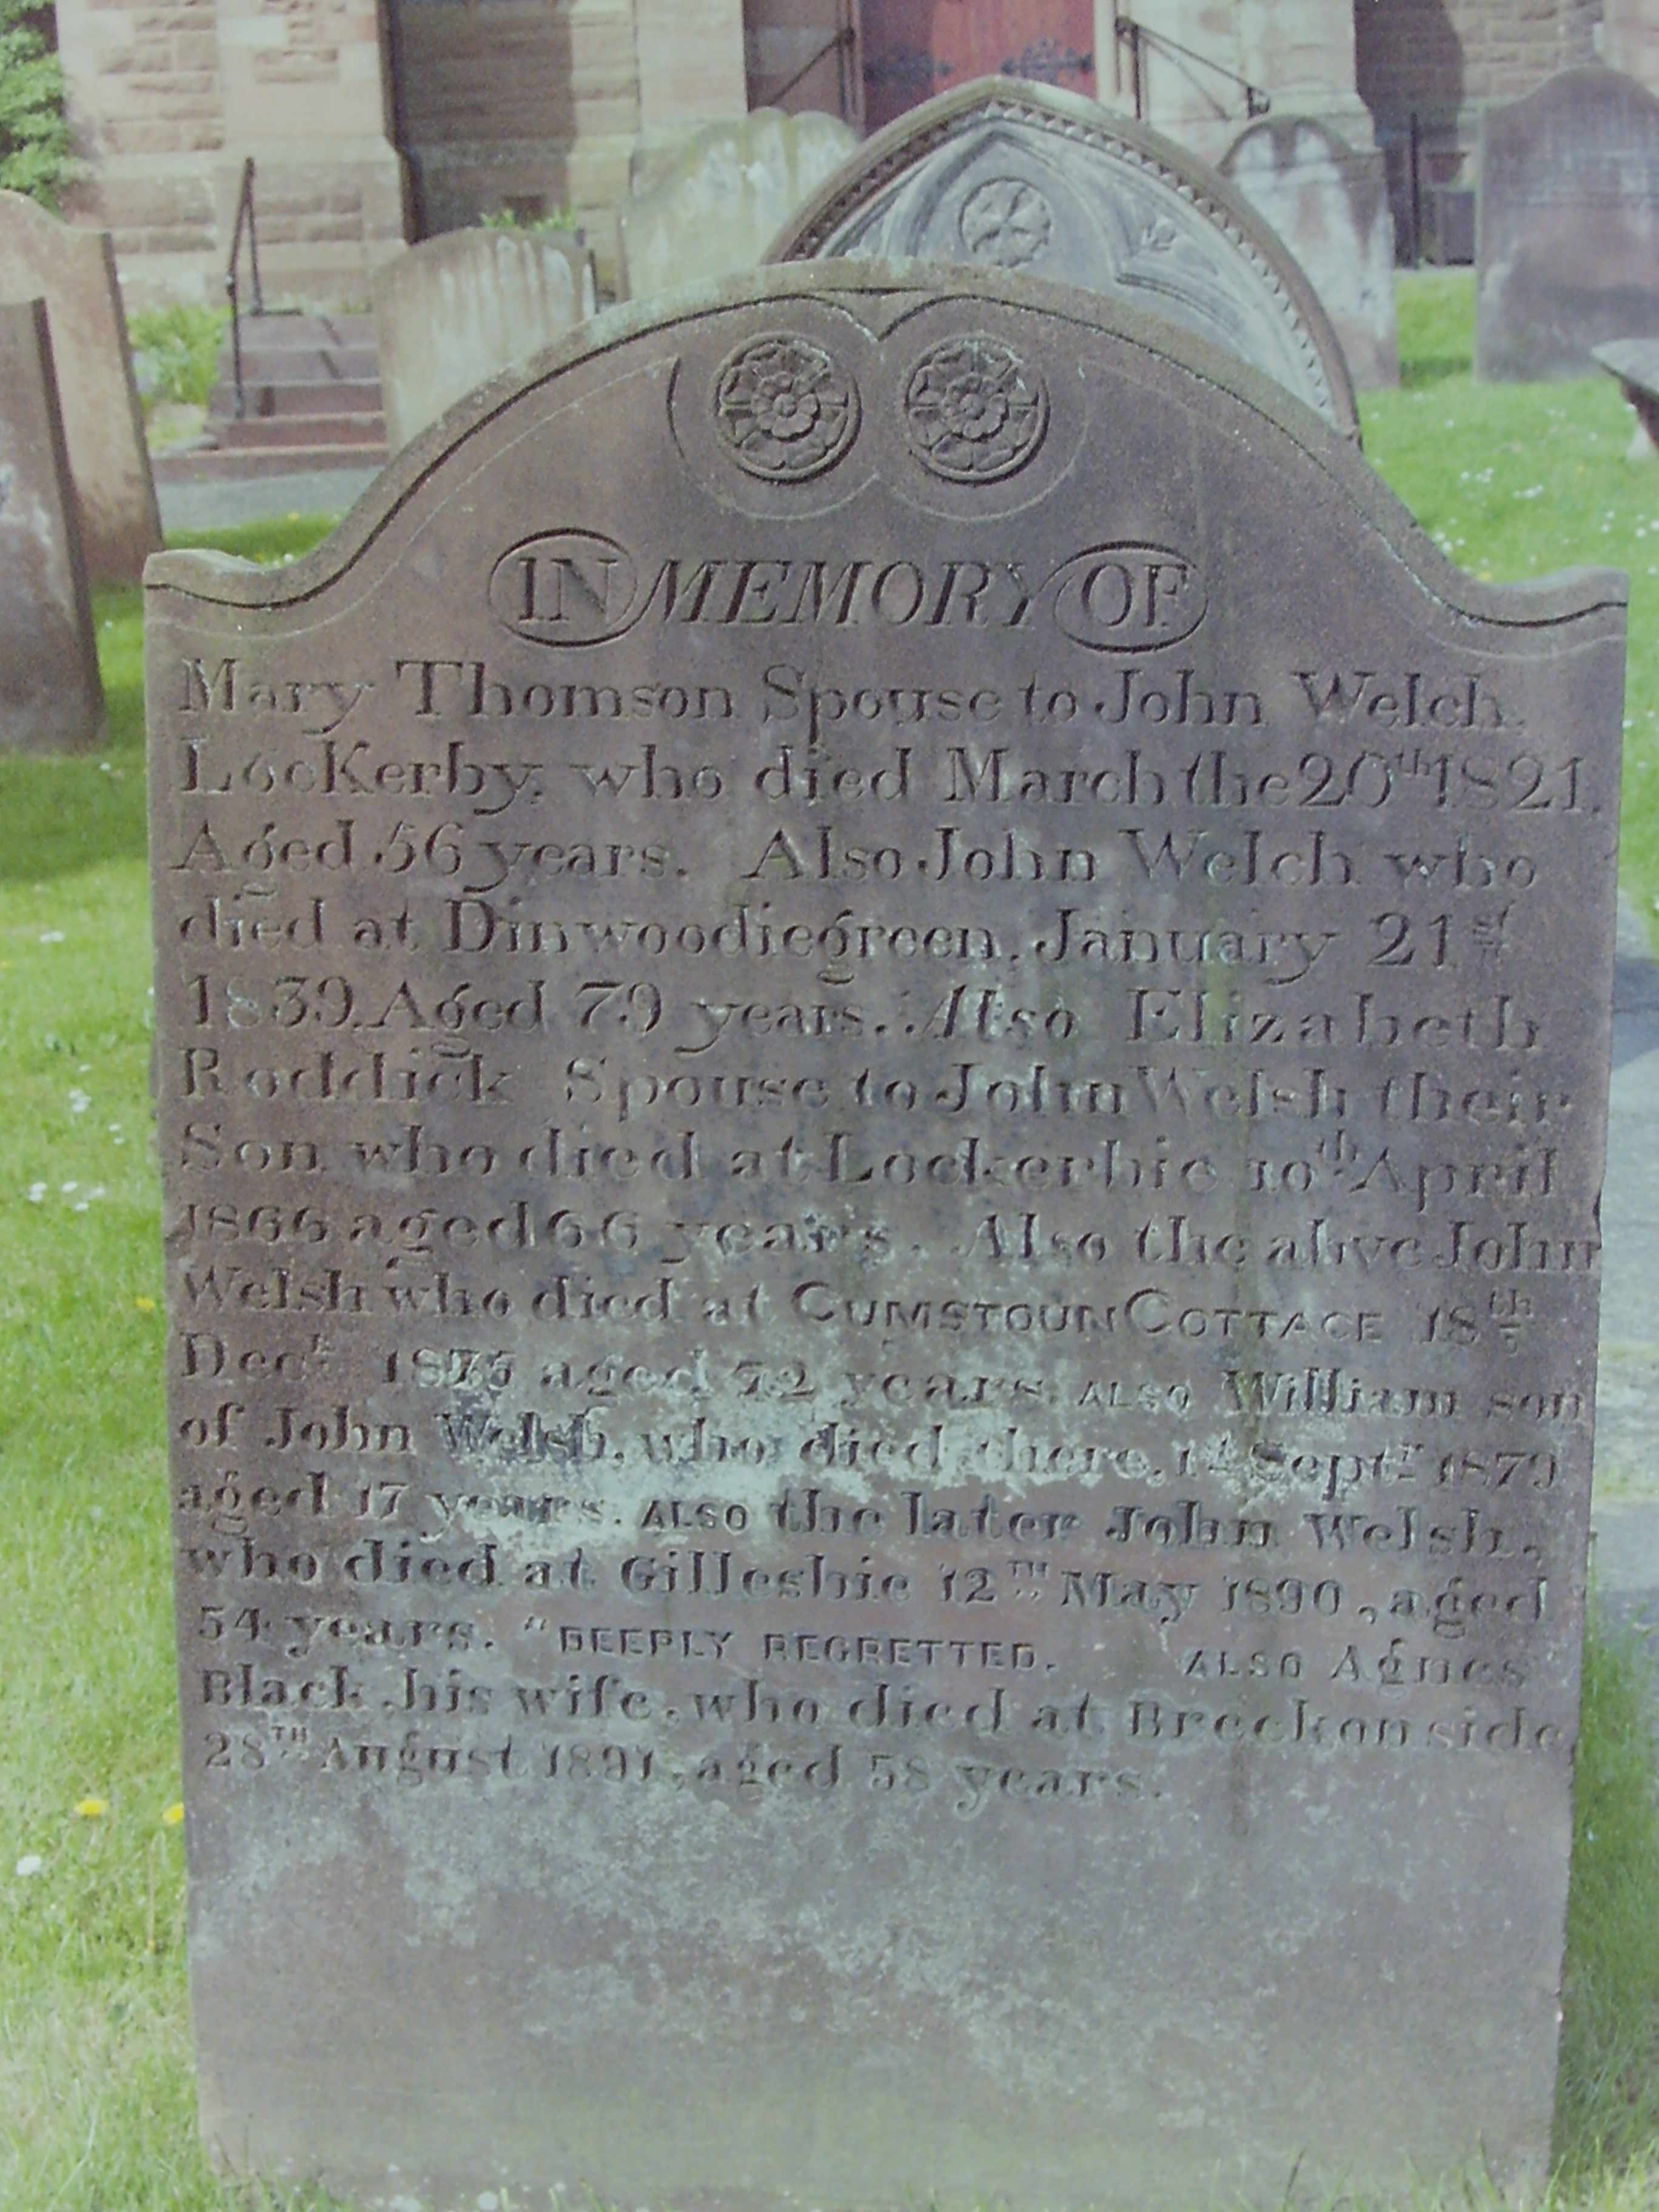 IN MEMORY OF
Mary Thomson Spouse to John Welch.
Lockerby, who died March the 20th 1821.
Aged 56 years. Also John Welch who
died at Dinwoodiegreen, January 21st
1839. Aged 79 years. Also Elizabeth
Roddick Spouse to John Welsh their
Son who died at Lockerbie 10th April
1866 aged 66 years. Also the abve John
Welsh who died at CUMSTOUN COTTAGE 18th
Decr 1875 aged 72 years. ALSO William son
of John Welsh, who died there, 1st Septr 1879
aged 17 years. ALSO the later John Welsh,
who died at Gillesbie 12TH May 1890, aged
54 years. "DEEPLY REGRETTED. ALSO Agnes
Black his wife, who died at Breckonside
28TH August 1891, aged 58 years.